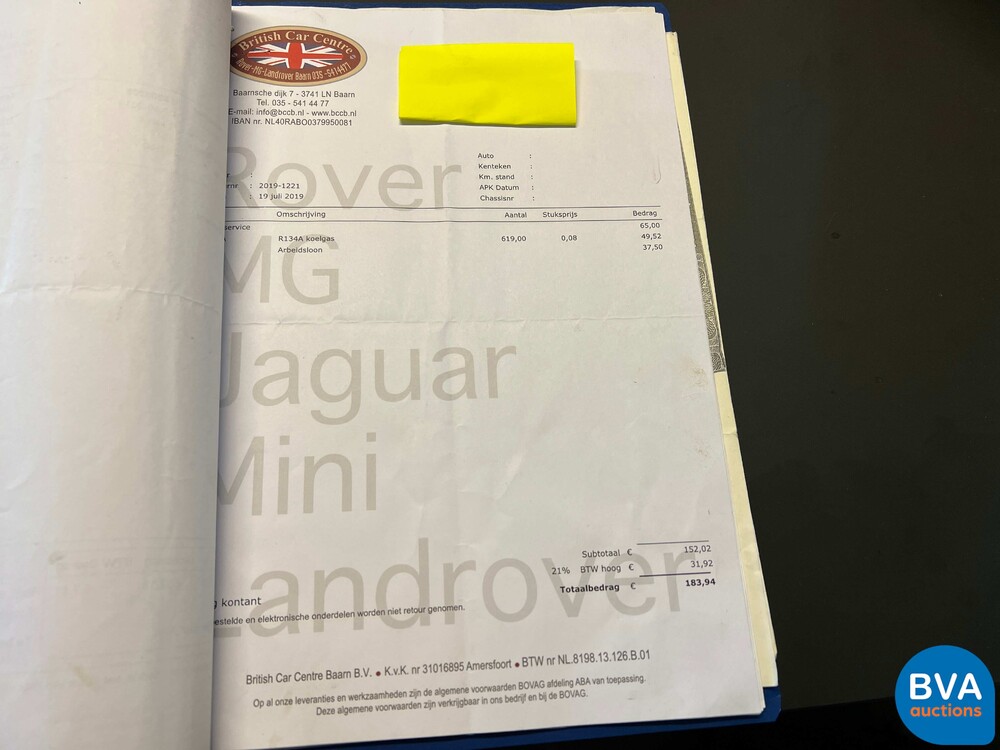 British Car Centre
Rover-MG-Landrover Baarn 035 -5414477
Baarnsche dijk 7 - 3741 LN Baarn
Tel. 035 - 541 44 77
E-mail: info@bccb.nl - www.bccb.nl
IBAN nr. NL40RABO0379950081
Rover
MG
Jaguar
Mini
Landrover
Auto :
Kenteken :
Km. stand :
APK Datum :
Chassisnr :
:
nr : 2019-1221
: 19 juli 2019
Omschrijving Aantal Stuksprijs Bedrag
service 65,00
R134A koelgas 619,00 0,08 49,52
Arbeidsloon 37,50
Subtotaal € 152,02
21% BTW hoog € 31,92
Totaalbedrag € 183,94
g kontant
estelde en elektronische onderdelen worden niet retour genomen.
British Car Centre Baarn B.V. • K.v.K. nr 31016895 Amersfoort • BTW nr NL.8198.13.126.B.01
Op al onze leveranties en werkzaamheden zijn de algemene voorwaarden BOVAG afdeling ABA van toepassing.
Deze algemene voorwaarden zijn verkrijgbaar in ons bedrijf en bij de BOVAG.
BVA
auctions